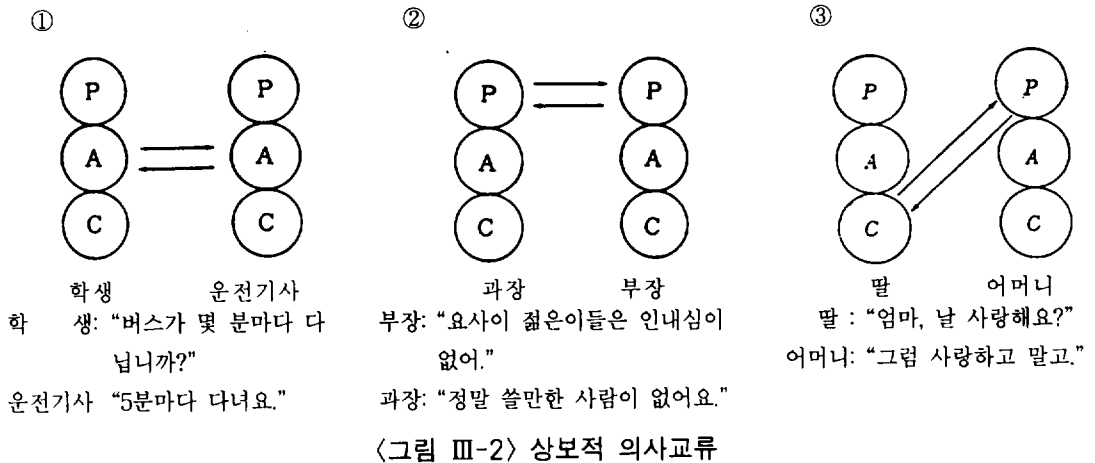 ①
P P
A A
C C
학생 운전기사
학 생: “버스가 몇 분마다 다
닙니까?”
운전기사 “5분마다 다녀요.”
②
P P
A A
C C
과장 부장
부장: “요사이 젊은이들은 인내심이
없어.”
과장: “정말 쓸만한 사람이 없어요.”
③
P P
A A
C C
딸 어머니
딸 : “엄마, 날 사랑해요?”
어머니: “그럼 사랑하고 말고.”
〈그림 Ⅲ-2〉 상보적 의사교류